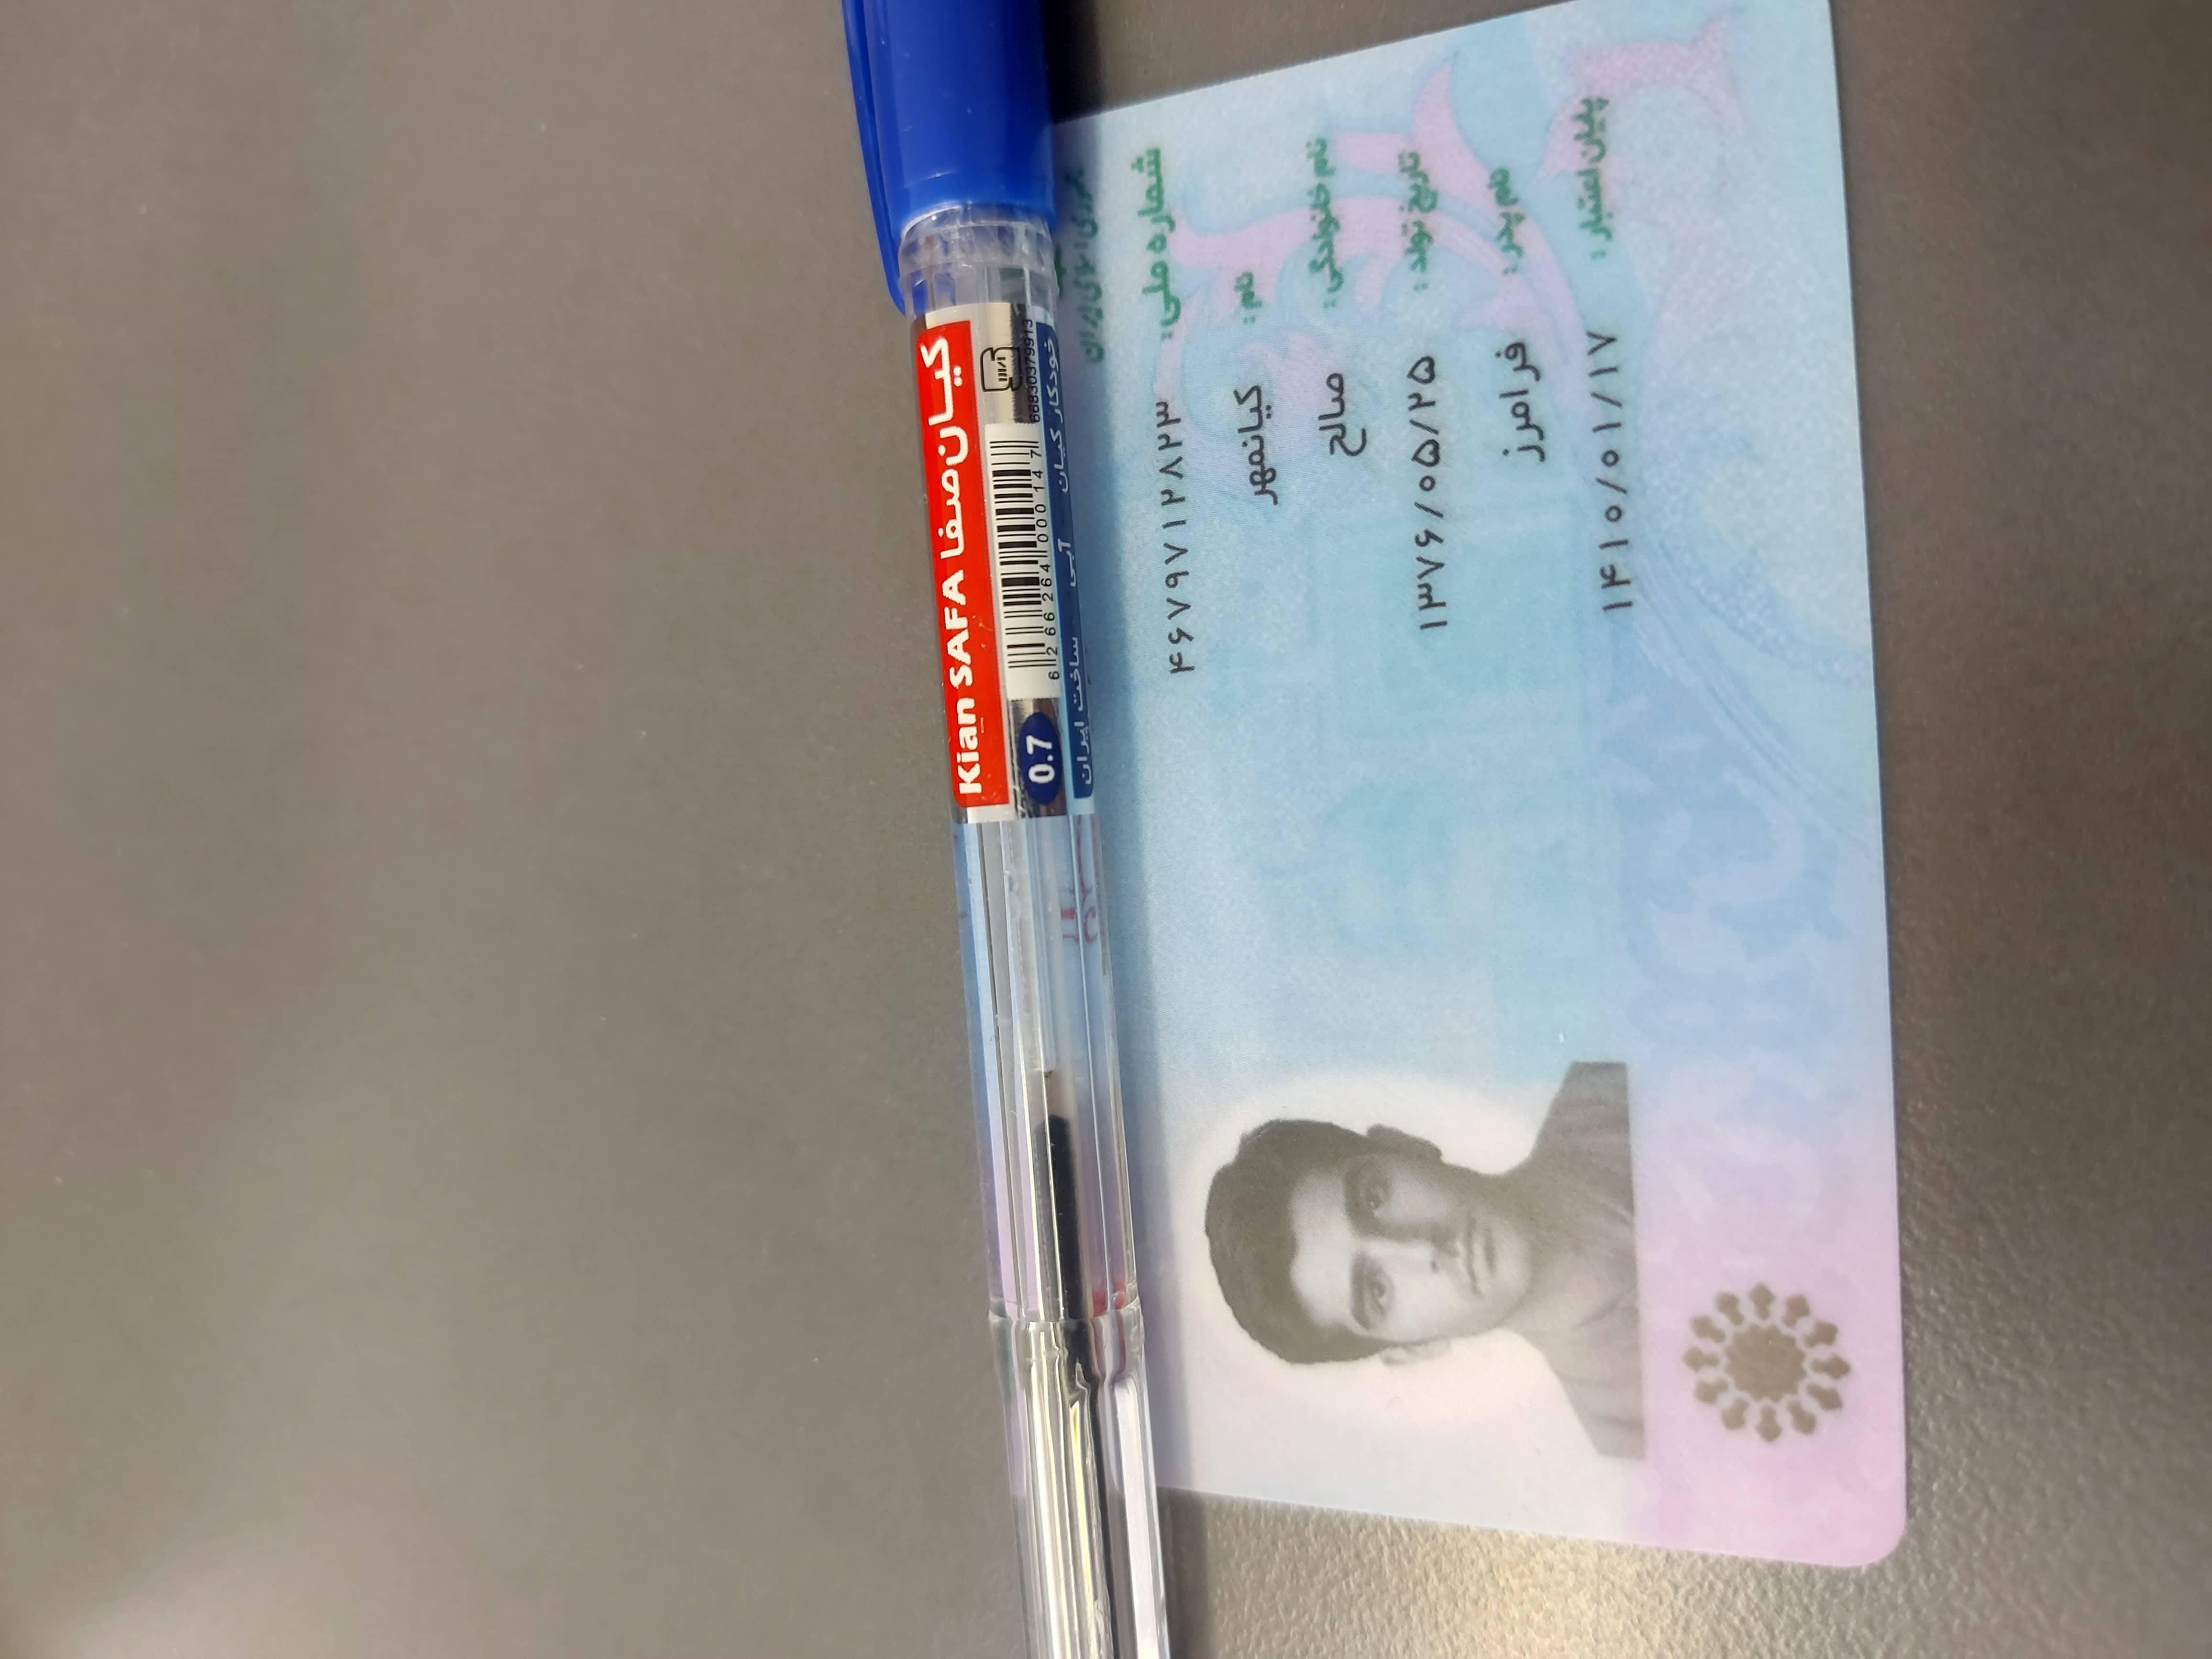 جمهوری اسلامی ایران
شماره ملی: ۴۶۷۹۷۱۲۸۲۳
نام: کیانمهر
نام خانوادگی: صالح
تاریخ تولد: ۱۳۷۶/۰۵/۲۵
نام پدر: فرامرز
پایان اعتبار: ۱۴۱۰/۰۱/۱۷
Kian SAFA کیان صفا
66830379913
6 266264 000147
0.7
خودکار کیان آبی ساخت ایران